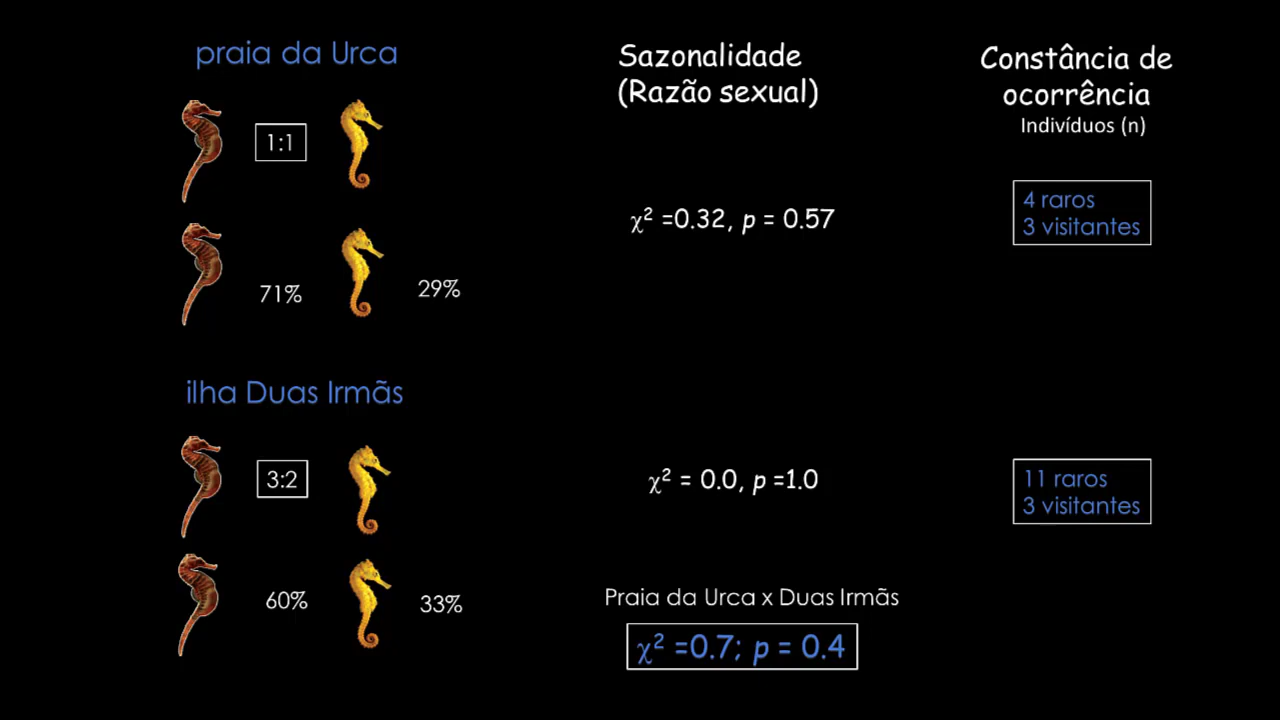 praia da Urca
1:1
71%
29%
ilha Duas Irmãs
3:2
60%
33%
Sazonalidade
(Razão sexual)
χ² =0.32, p = 0.57
χ² = 0.0, p =1.0
Praia da Urca x Duas Irmãs
χ² =0.7; p = 0.4
Constância de
ocorrência
Indivíduos (n)
4 raros
3 visitantes
11 raros
3 visitantes